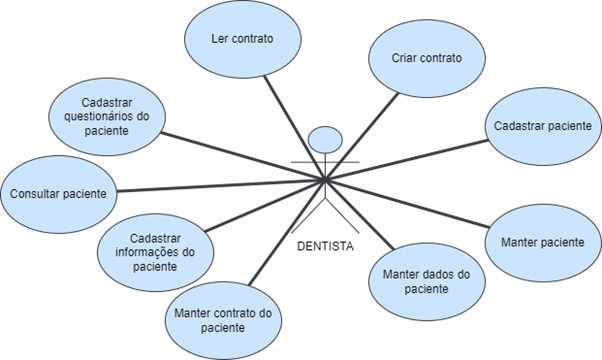 Ler contrato
Criar contrato
Cadastrar
questionários do
paciente
Cadastrar paciente
Consultar paciente
Cadastrar
informações do
paciente
DENTISTA
Manter paciente
Manter dados do
paciente
Manter contrato do
paciente